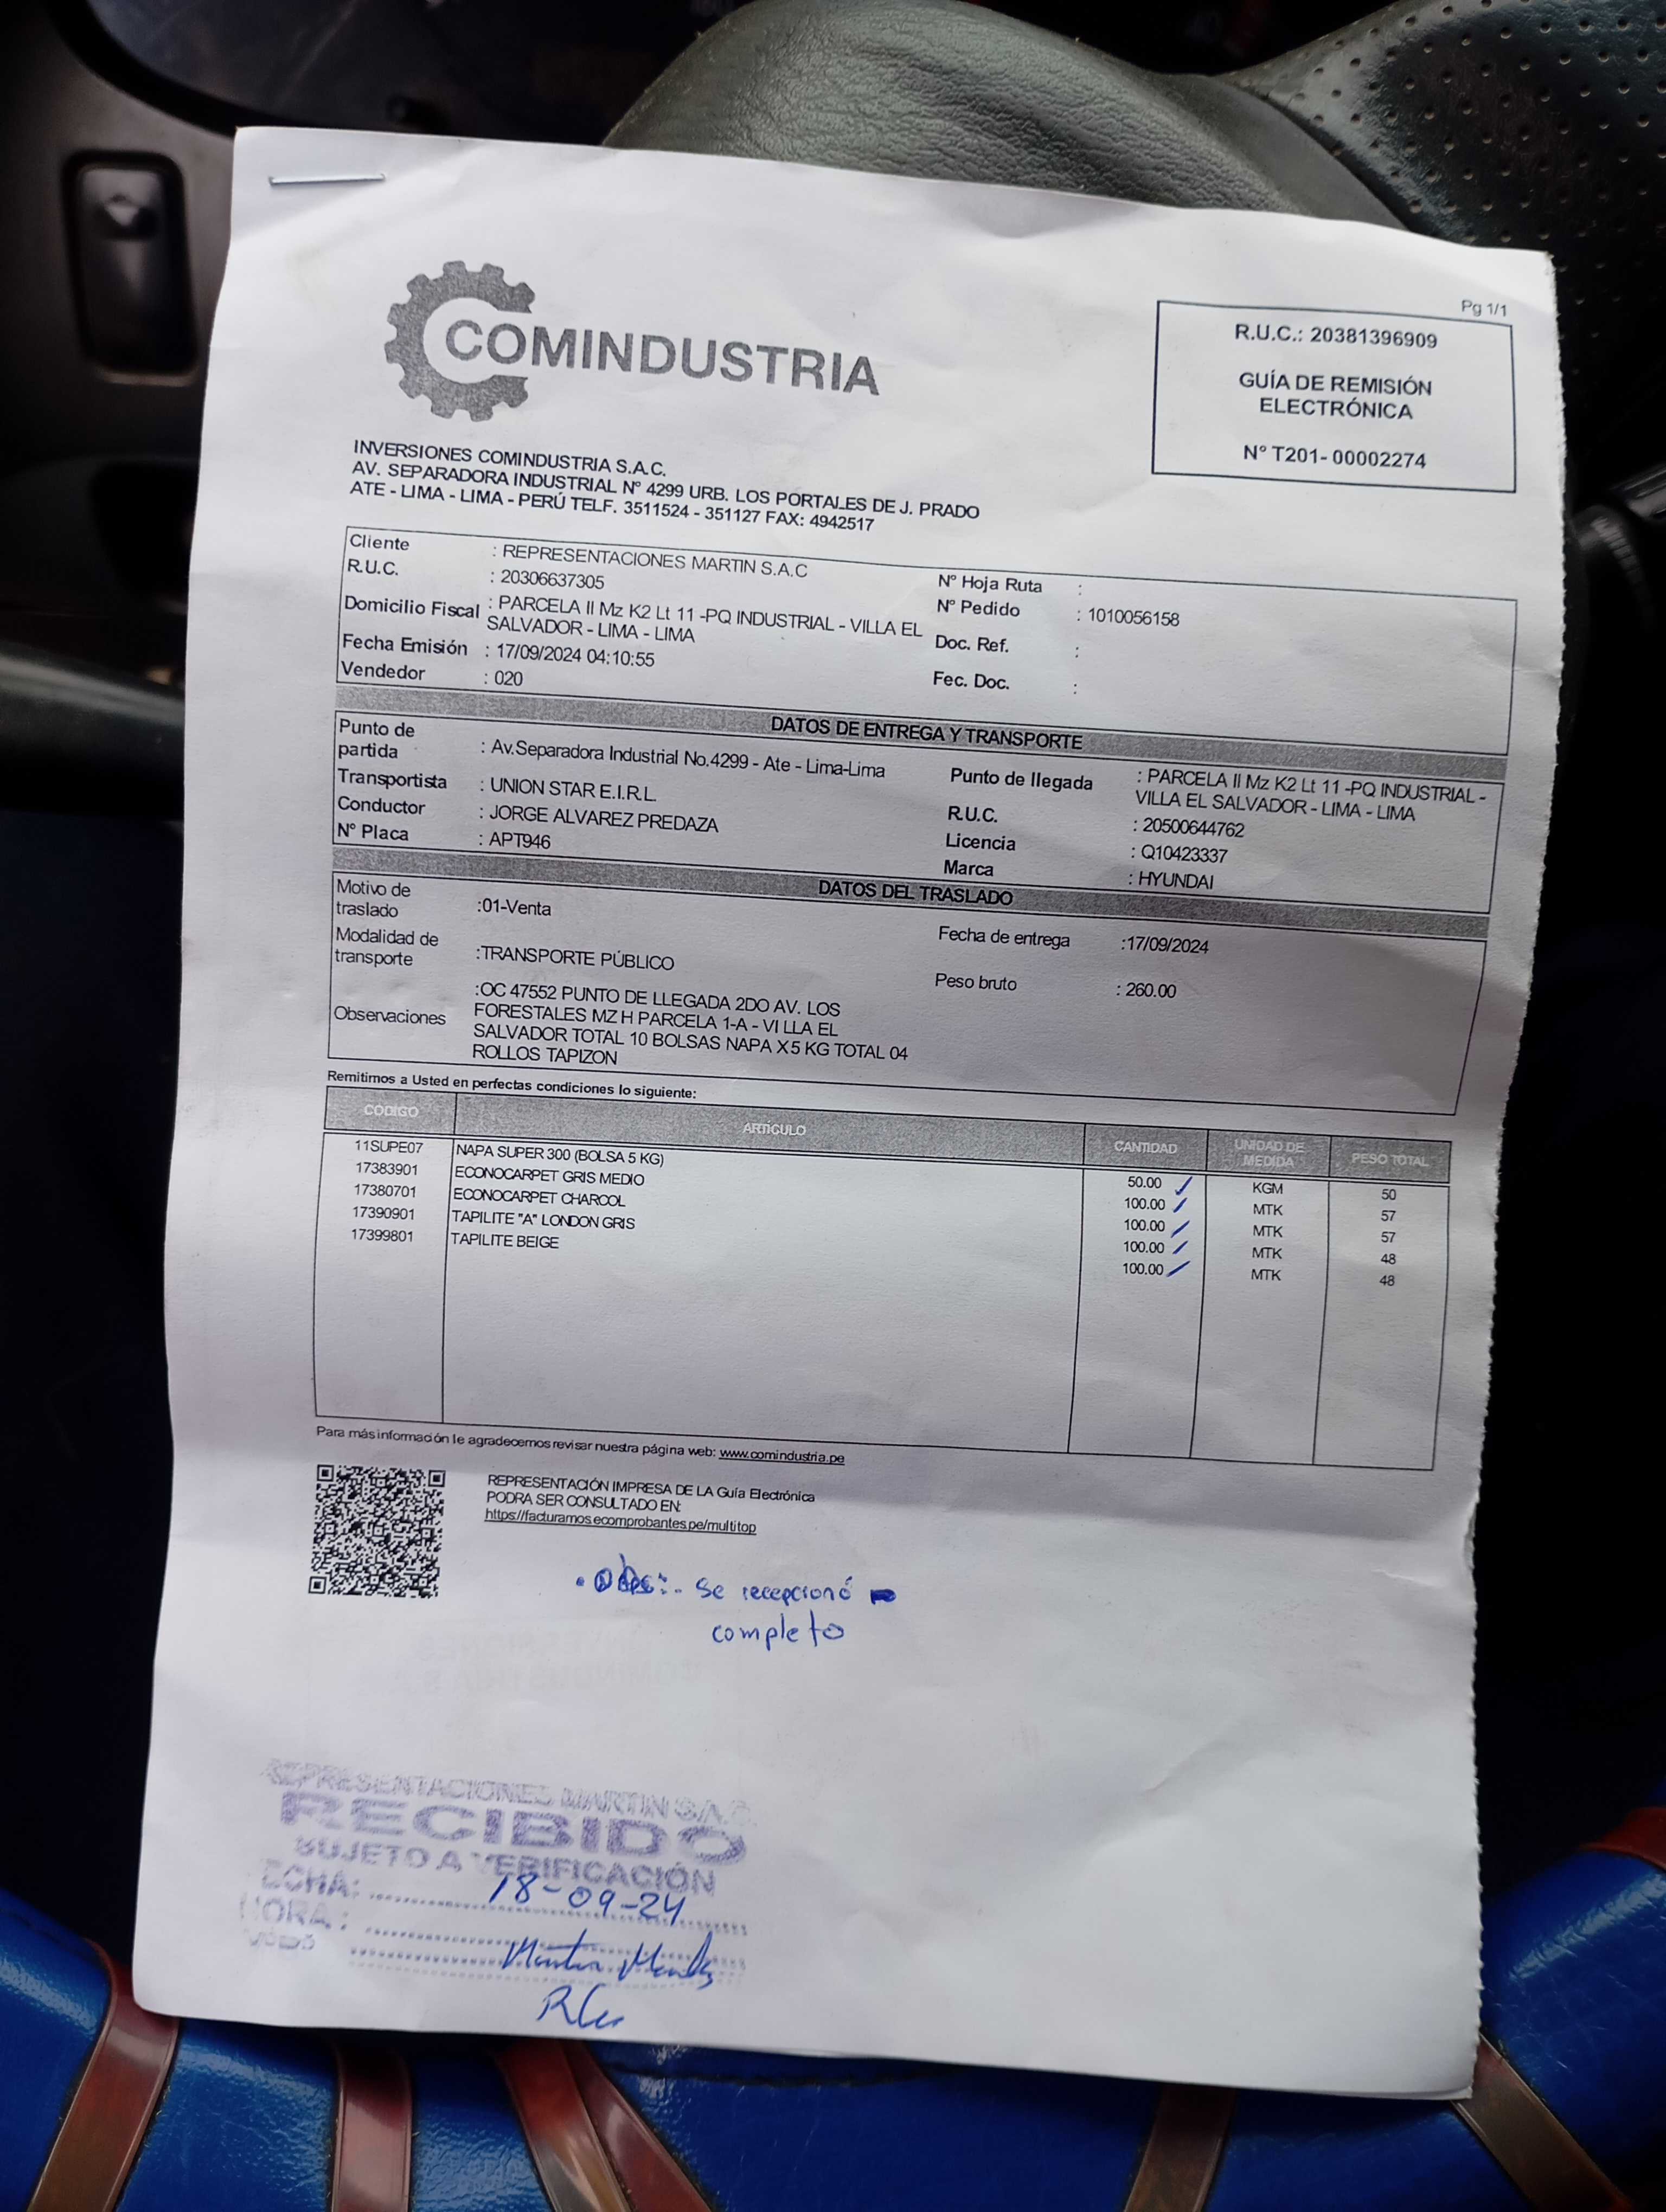 COMINDUSTRIA
Pg 1/1
R.U.C.: 20381396909
GUÍA DE REMISIÓN
ELECTRÓNICA
N° T201- 00002274
INVERSIONES COMINDUSTRIA S.A.C.
AV. SEPARADORA INDUSTRIAL N° 4299 URB. LOS PORTALES DE J. PRADO
ATE - LIMA - LIMA - PERÚ TELF. 3511524 - 351127 FAX: 4942517
Cliente : REPRESENTACIONES MARTIN S.A.C
R.U.C. : 20306637305
Domicilio Fiscal : PARCELA II Mz K2 Lt 11 -PQ INDUSTRIAL - VILLA EL
SALVADOR - LIMA - LIMA
Fecha Emisión : 17/09/2024 04:10:55
Vendedor : 020
N° Hoja Ruta :
N° Pedido : 1010056158
Doc. Ref. :
Fec. Doc. :
DATOS DE ENTREGA Y TRANSPORTE
Punto de
partida : Av.Separadora Industrial No.4299 - Ate - Lima-Lima
Transportista : UNION STAR E.I.R.L
Conductor : JORGE ALVAREZ PREDAZA
N° Placa : APT946
Punto de llegada : PARCELA II Mz K2 Lt 11 -PQ INDUSTRIAL -
VILLA EL SALVADOR - LIMA - LIMA
R.U.C. : 20500644762
Licencia : Q10423337
Marca : HYUNDAI
DATOS DEL TRASLADO
Motivo de
traslado :01-Venta
Modalidad de
transporte :TRANSPORTE PÚBLICO
Fecha de entrega :17/09/2024
Peso bruto : 260.00
Observaciones :OC 47552 PUNTO DE LLEGADA 2DO AV. LOS
FORESTALES MZ H PARCELA 1-A - VI LLA EL
SALVADOR TOTAL 10 BOLSAS NAPA X 5 KG TOTAL 04
ROLLOS TAPIZON
Remitimos a Usted en perfectas condiciones lo siguiente:
CÓDIGO ARTÍCULO CANTIDAD UNIDAD DE MEDIDA PESO TOTAL
11SUPE07 NAPA SUPER 300 (BOLSA 5 KG) 50.00 KGM 50
17383901 ECONOCARPET GRIS MEDIO 100.00 MTK 57
17380701 ECONOCARPET CHARCOL 100.00 MTK 57
17390901 TAPILITE "A" LONDON GRIS 100.00 MTK 48
17399801 TAPILITE BEIGE 100.00 MTK 48
Para más información le agradecemos revisar nuestra página web: www.comindustria.pe
REPRESENTACIÓN IMPRESA DE LA Guía Electrónica
PODRA SER CONSULTADO EN:
https://facturamos.ecomprobantes.pe/multitop
• Obs:- Se recepcionó
completo
REPRESENTACIONES MARTIN S.A.C.
RECIBIDO
SUJETO A VERIFICACIÓN
FECHA: 18-09-24
HORA: